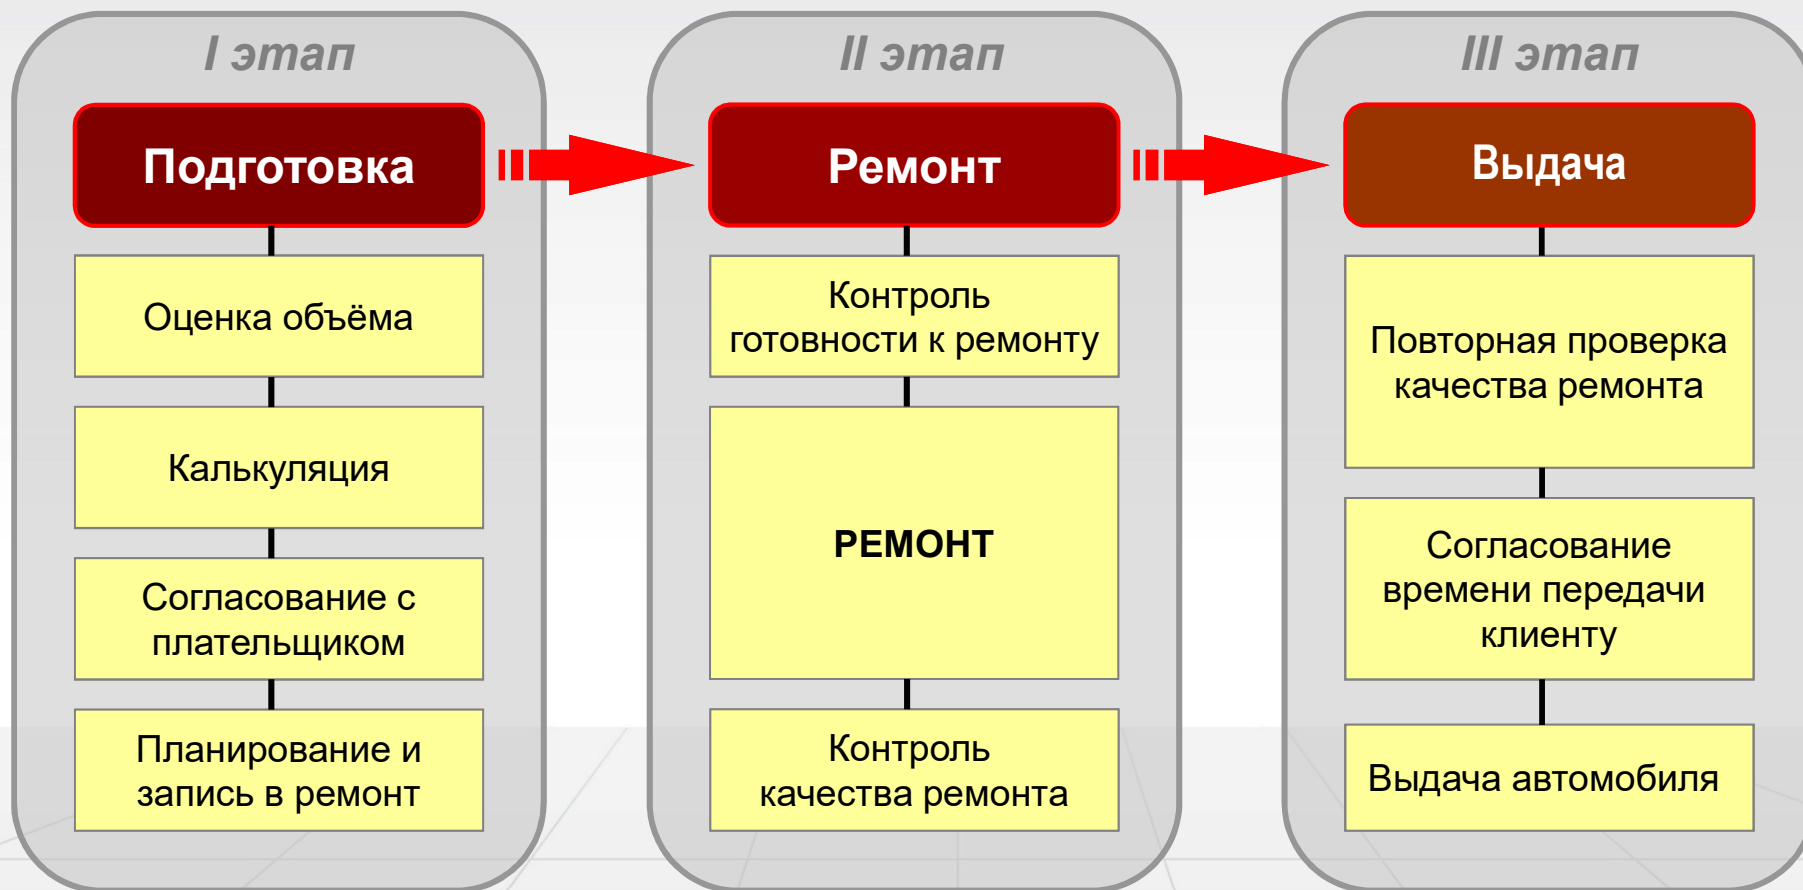 I этап
Подготовка
Оценка объёма
Калькуляция
Согласование с
плательщиком
Планирование и
запись в ремонт
II этап
Ремонт
Контроль
готовности к ремонту
РЕМОНТ
Контроль
качества ремонта
III этап
Выдача
Повторная проверка
качества ремонта
Согласование
времени передачи
клиенту
Выдача автомобиля